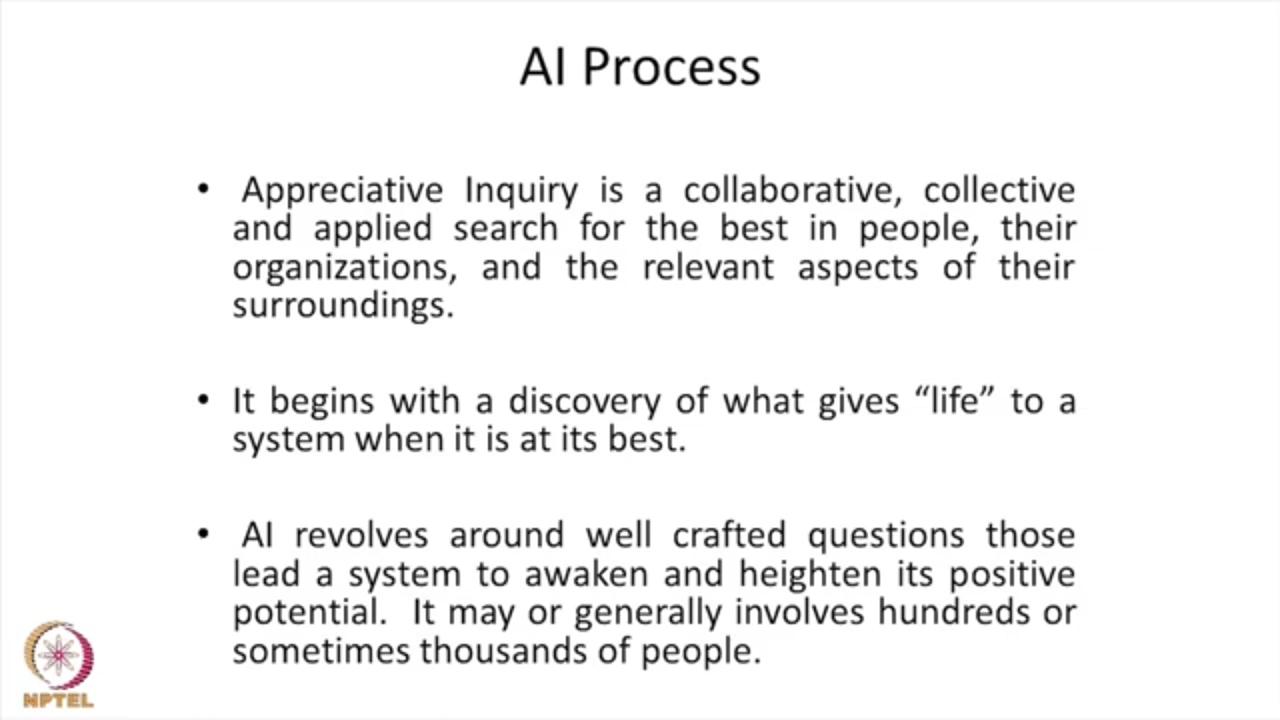 AI Process
• Appreciative Inquiry is a collaborative, collective
and applied search for the best in people, their
organizations, and the relevant aspects of their
surroundings.
• It begins with a discovery of what gives “life” to a
system when it is at its best.
• AI revolves around well crafted questions those
lead a system to awaken and heighten its positive
potential. It may or generally involves hundreds or
sometimes thousands of people.
NPTEL